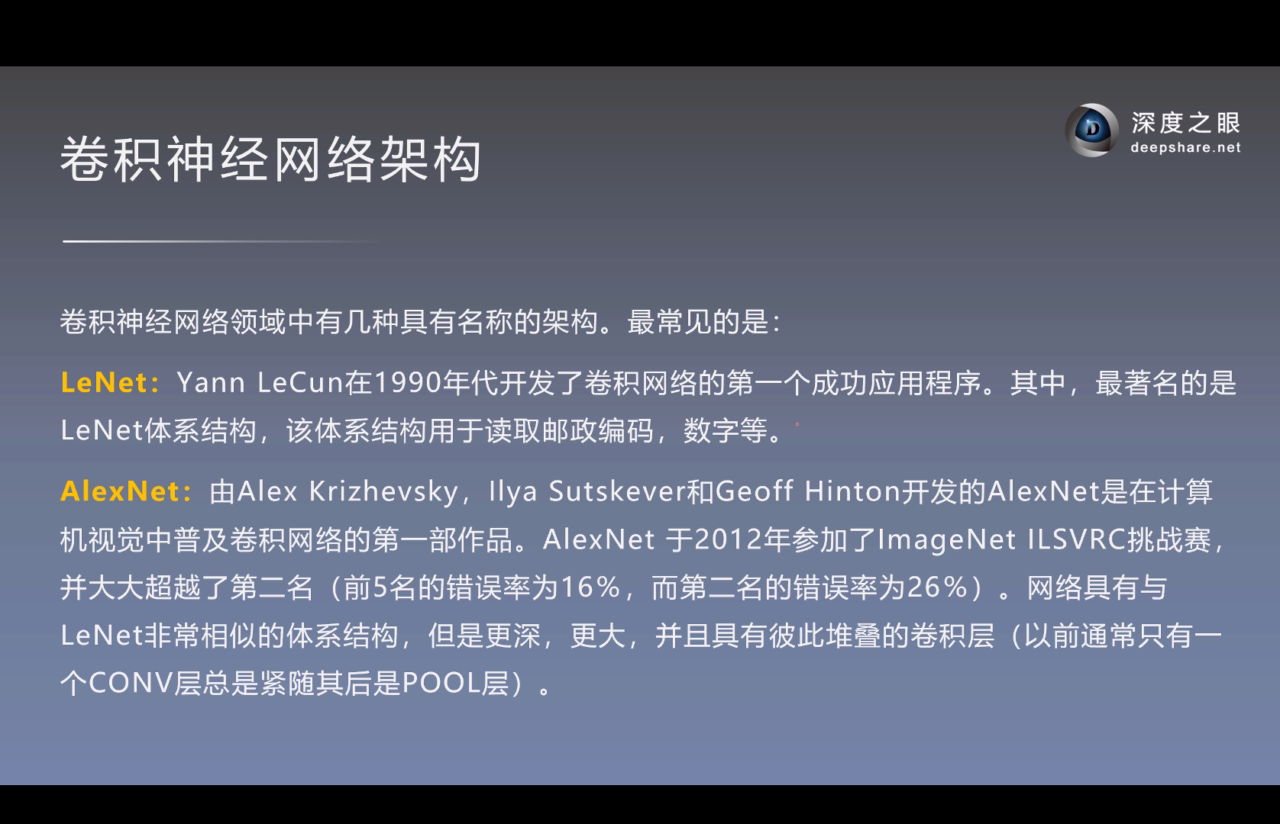 深度之眼
deepshare.net
卷积神经网络架构
卷积神经网络领域中有几种具有名称的架构。最常见的是：
LeNet：Yann LeCun在1990年代开发了卷积网络的第一个成功应用程序。其中，最著名的是
LeNet体系结构，该体系结构用于读取邮政编码，数字等。
AlexNet：由Alex Krizhevsky，Ilya Sutskever和Geoff Hinton开发的AlexNet是在计算
机视觉中普及卷积网络的第一部作品。AlexNet 于2012年参加了ImageNet ILSVRC挑战赛，
并大大超越了第二名（前5名的错误率为16%，而第二名的错误率为26%）。网络具有与
LeNet非常相似的体系结构，但是更深，更大，并且具有彼此堆叠的卷积层（以前通常只有一
个CONV层总是紧随其后是POOL层）。